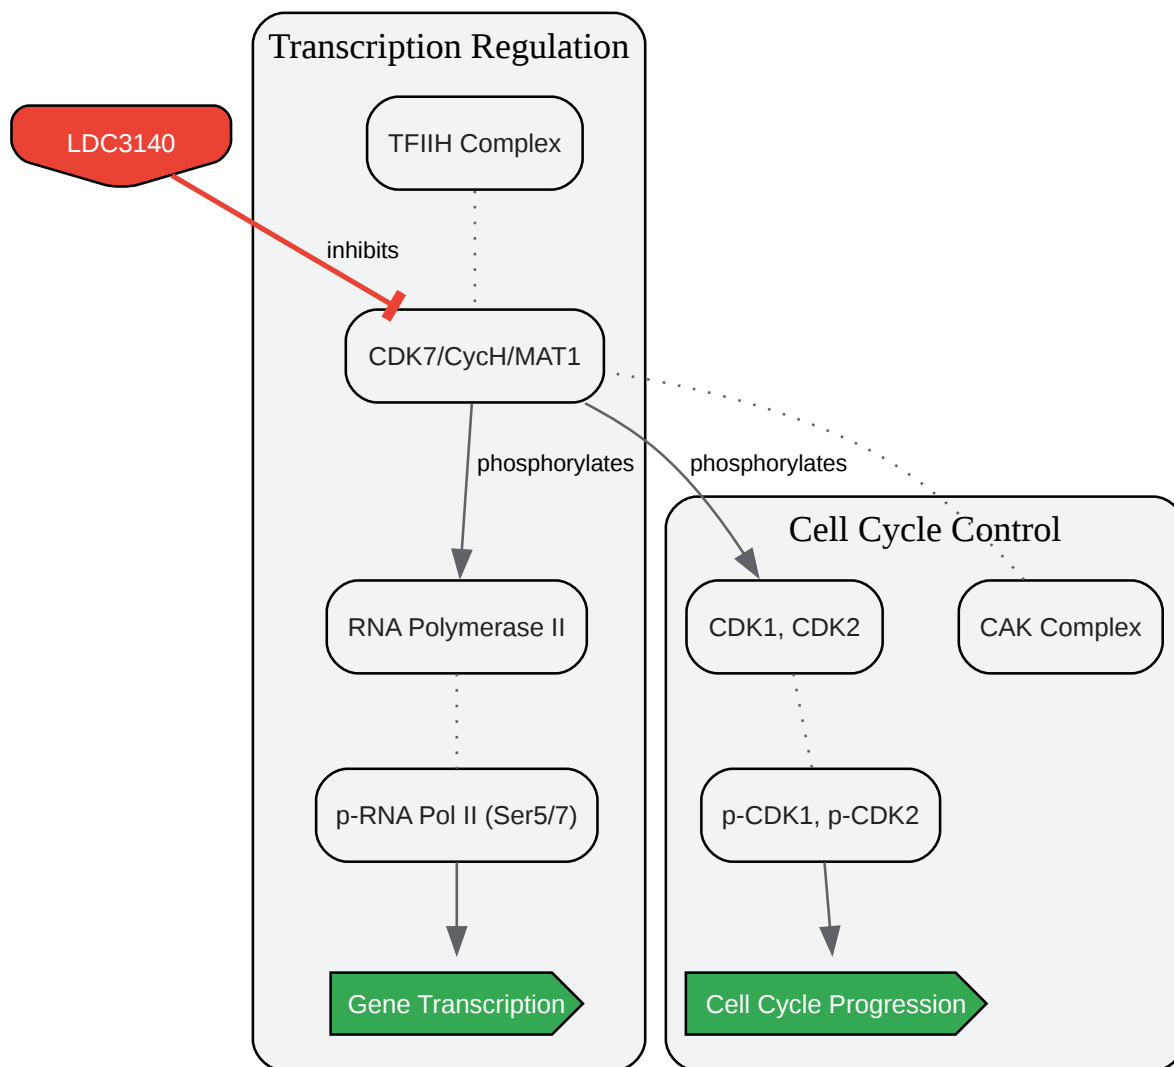 Transcription Regulation
TFIIH Complex
LDC3140
inhibits
CDK7/CycH/MAT1
phosphorylates
phosphorylates
Cell Cycle Control
RNA Polymerase II
CDK1, CDK2
CAK Complex
p-RNA Pol II (Ser5/7)
p-CDK1, p-CDK2
Gene Transcription
Cell Cycle Progression